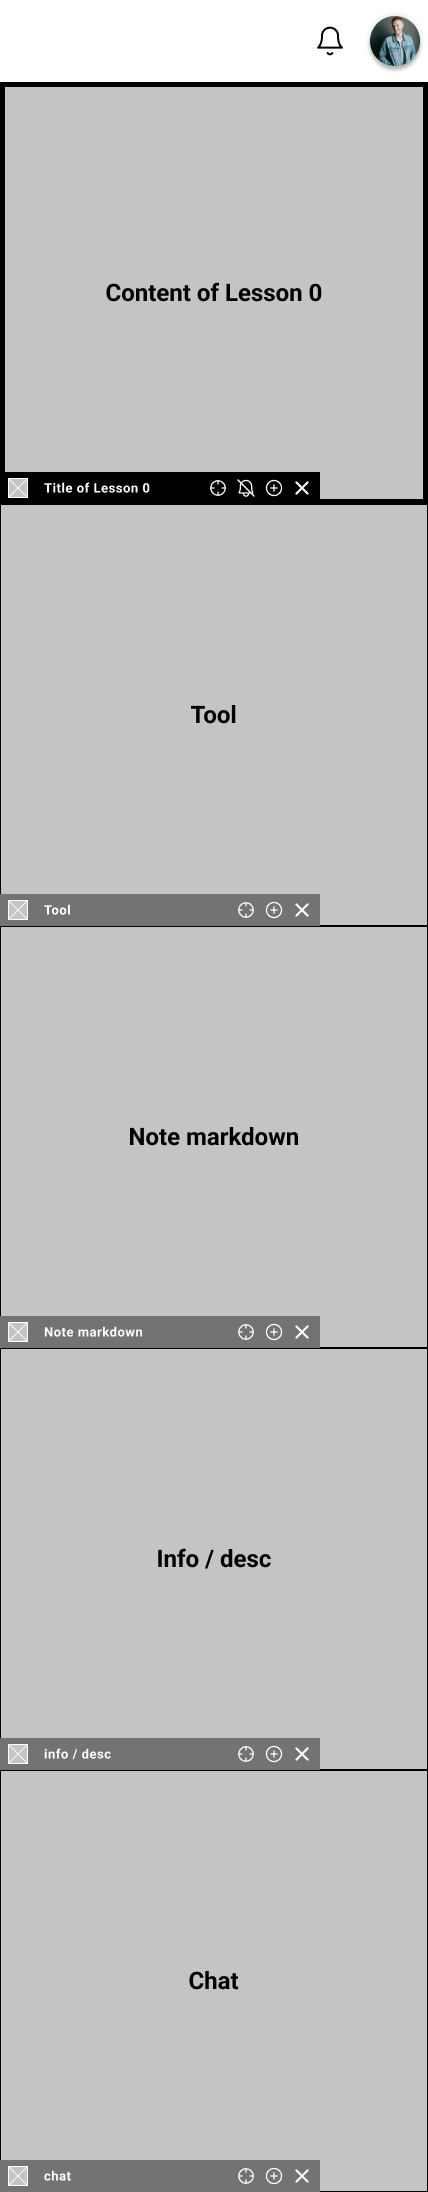 Content of Lesson 0
Title of Lesson 0
Tool
Tool
Note markdown
Note markdown
Info / desc
info / desc
Chat
chat